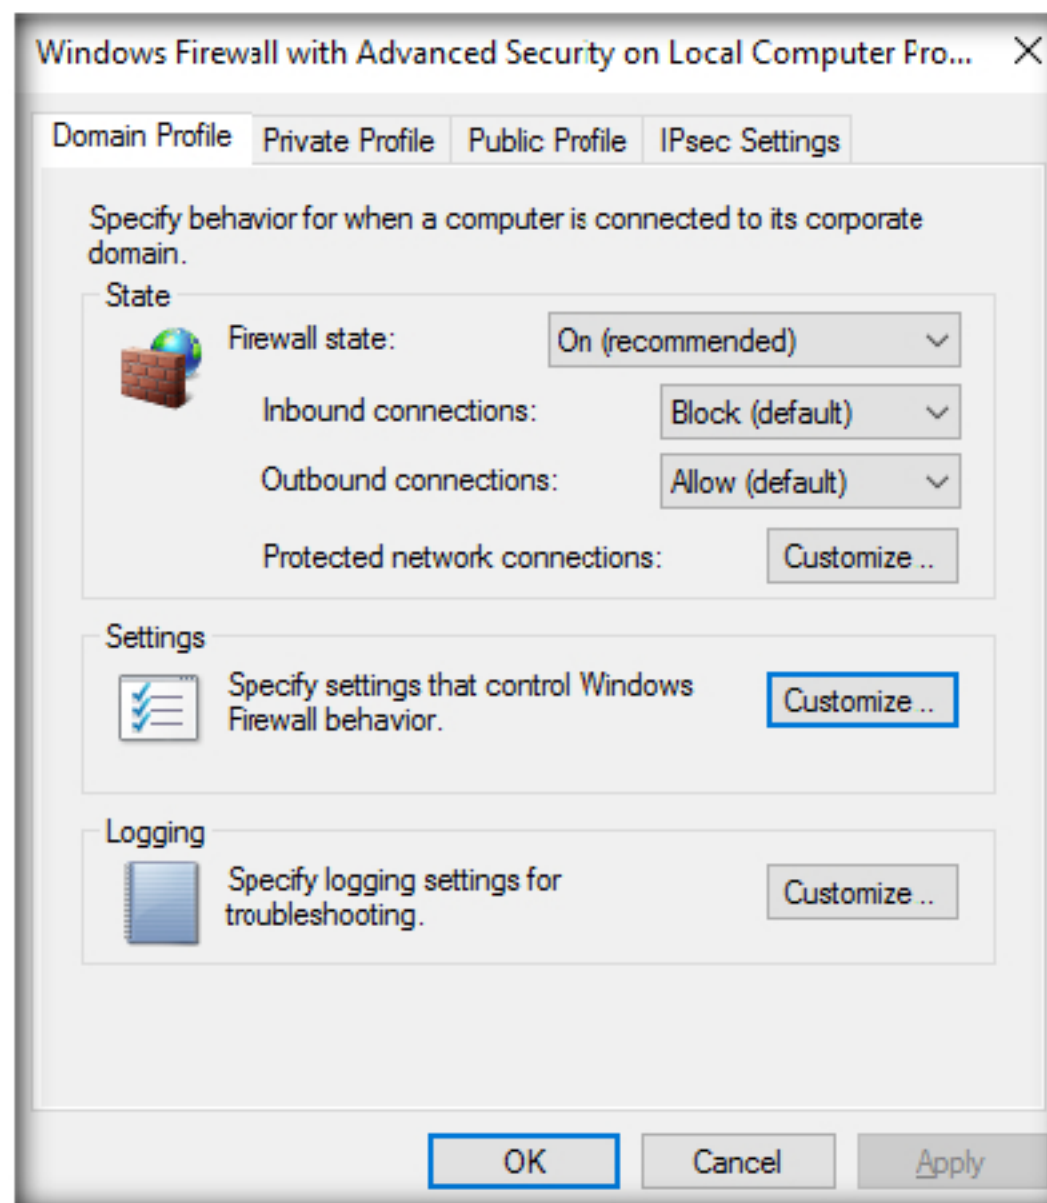 Windows Firewall with Advanced Security on Local Computer Pro...
Domain Profile
Private Profile
Public Profile
IPsec Settings
Specify behavior for when a computer is connected to its corporate
domain.
State
Firewall state:
On (recommended)
Inbound connections:
Block (default)
Outbound connections:
Allow (default)
Protected network connections:
Customize ..
Settings
Specify settings that control Windows
Firewall behavior.
Customize ..
Logging
Specify logging settings for
troubleshooting.
Customize ..
OK
Cancel
Apply